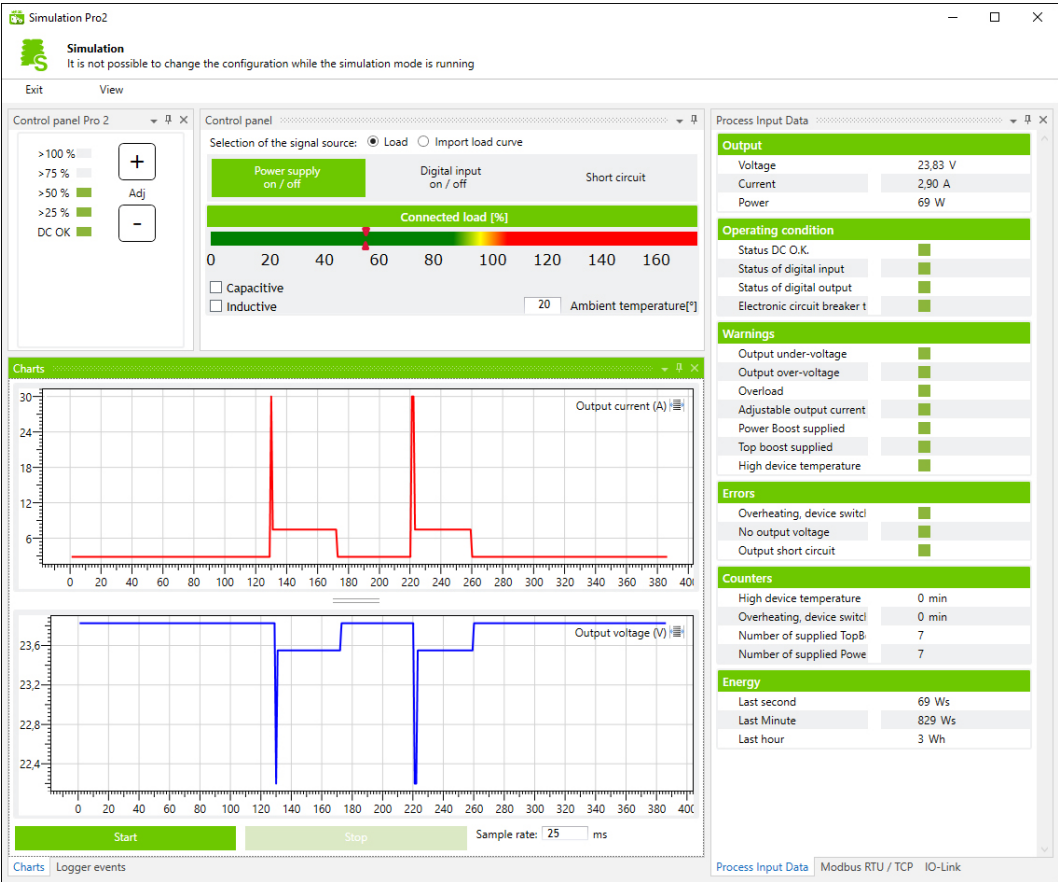 Simulation Pro2
Simulation
It is not possible to change the configuration while the simulation mode is running
Exit View
Control panel Pro 2
>100 %
>75 %
>50 %
>25 %
DC OK
+
Adj
-
Control panel
Selection of the signal source: Load Import load curve
Power supply
on / off
Digital input
on / off
Short circuit
Connected load [%]
0 20 40 60 80 100 120 140 160
Capacitive
Inductive
20 Ambient temperature[°]
Charts
Output current (A)
30
24
18
12
6
0 20 40 60 80 100 120 140 160 180 200 220 240 260 280 300 320 340 360 380 400
Output voltage (V)
23,6
23,2
22,8
22,4
0 20 40 60 80 100 120 140 160 180 200 220 240 260 280 300 320 340 360 380 400
Start Stop Sample rate: 25 ms
Charts Logger events
Process Input Data
Output
Voltage 23,83 V
Current 2,90 A
Power 69 W
Operating condition
Status DC O.K.
Status of digital input
Status of digital output
Electronic circuit breaker t
Warnings
Output under-voltage
Output over-voltage
Overload
Adjustable output current
Power Boost supplied
Top boost supplied
High device temperature
Errors
Overheating, device switcl
No output voltage
Output short circuit
Counters
High device temperature 0 min
Overheating, device switcl 0 min
Number of supplied TopB 7
Number of supplied Powe 7
Energy
Last second 69 Ws
Last Minute 829 Ws
Last hour 3 Wh
Process Input Data Modbus RTU / TCP IO-Link